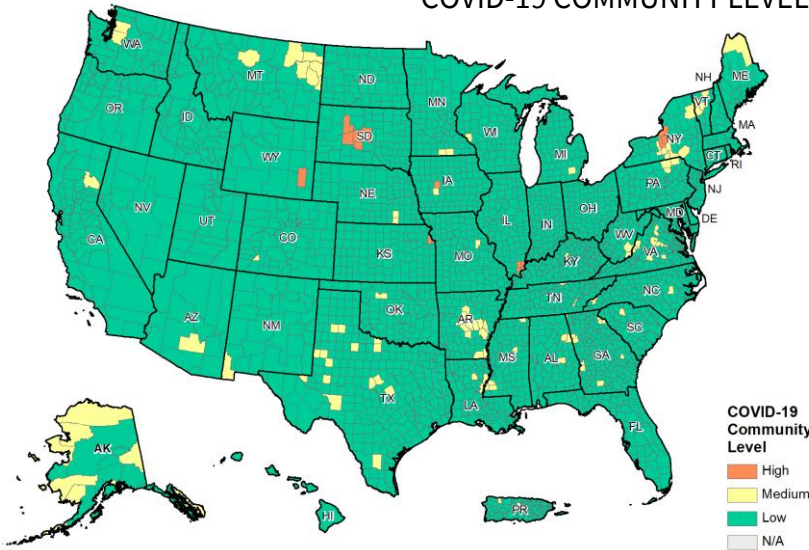 COVID-19 COMMUNITY LEVEL
WA
MT
ND
MN
ME
NH
VT
OR
ID
SD
WI
MI
NY
MA
WY
CT
RI
IA
NE
PA
NJ
NV
UT
IL
IN
OH
MD
DE
CA
CO
KS
MO
WV
VA
KY
AZ
NM
OK
AR
TN
NC
SC
MS
AL
GA
TX
LA
FL
AK
HI
PR
COVID-19
Community
Level
High
Medium
Low
N/A